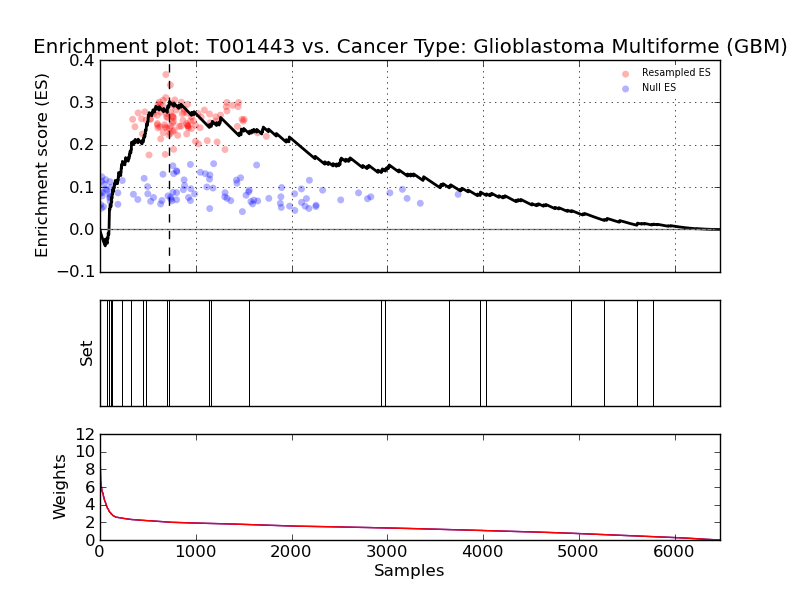 Enrichment plot: T001443 vs. Cancer Type: Glioblastoma Multiforme (GBM)
Enrichment score (ES)
0.4
0.3
0.2
0.1
0.0
−0.1
Resampled ES
Null ES
Set
Weights
12
10
8
6
4
2
0
0 1000 2000 3000 4000 5000 6000
Samples